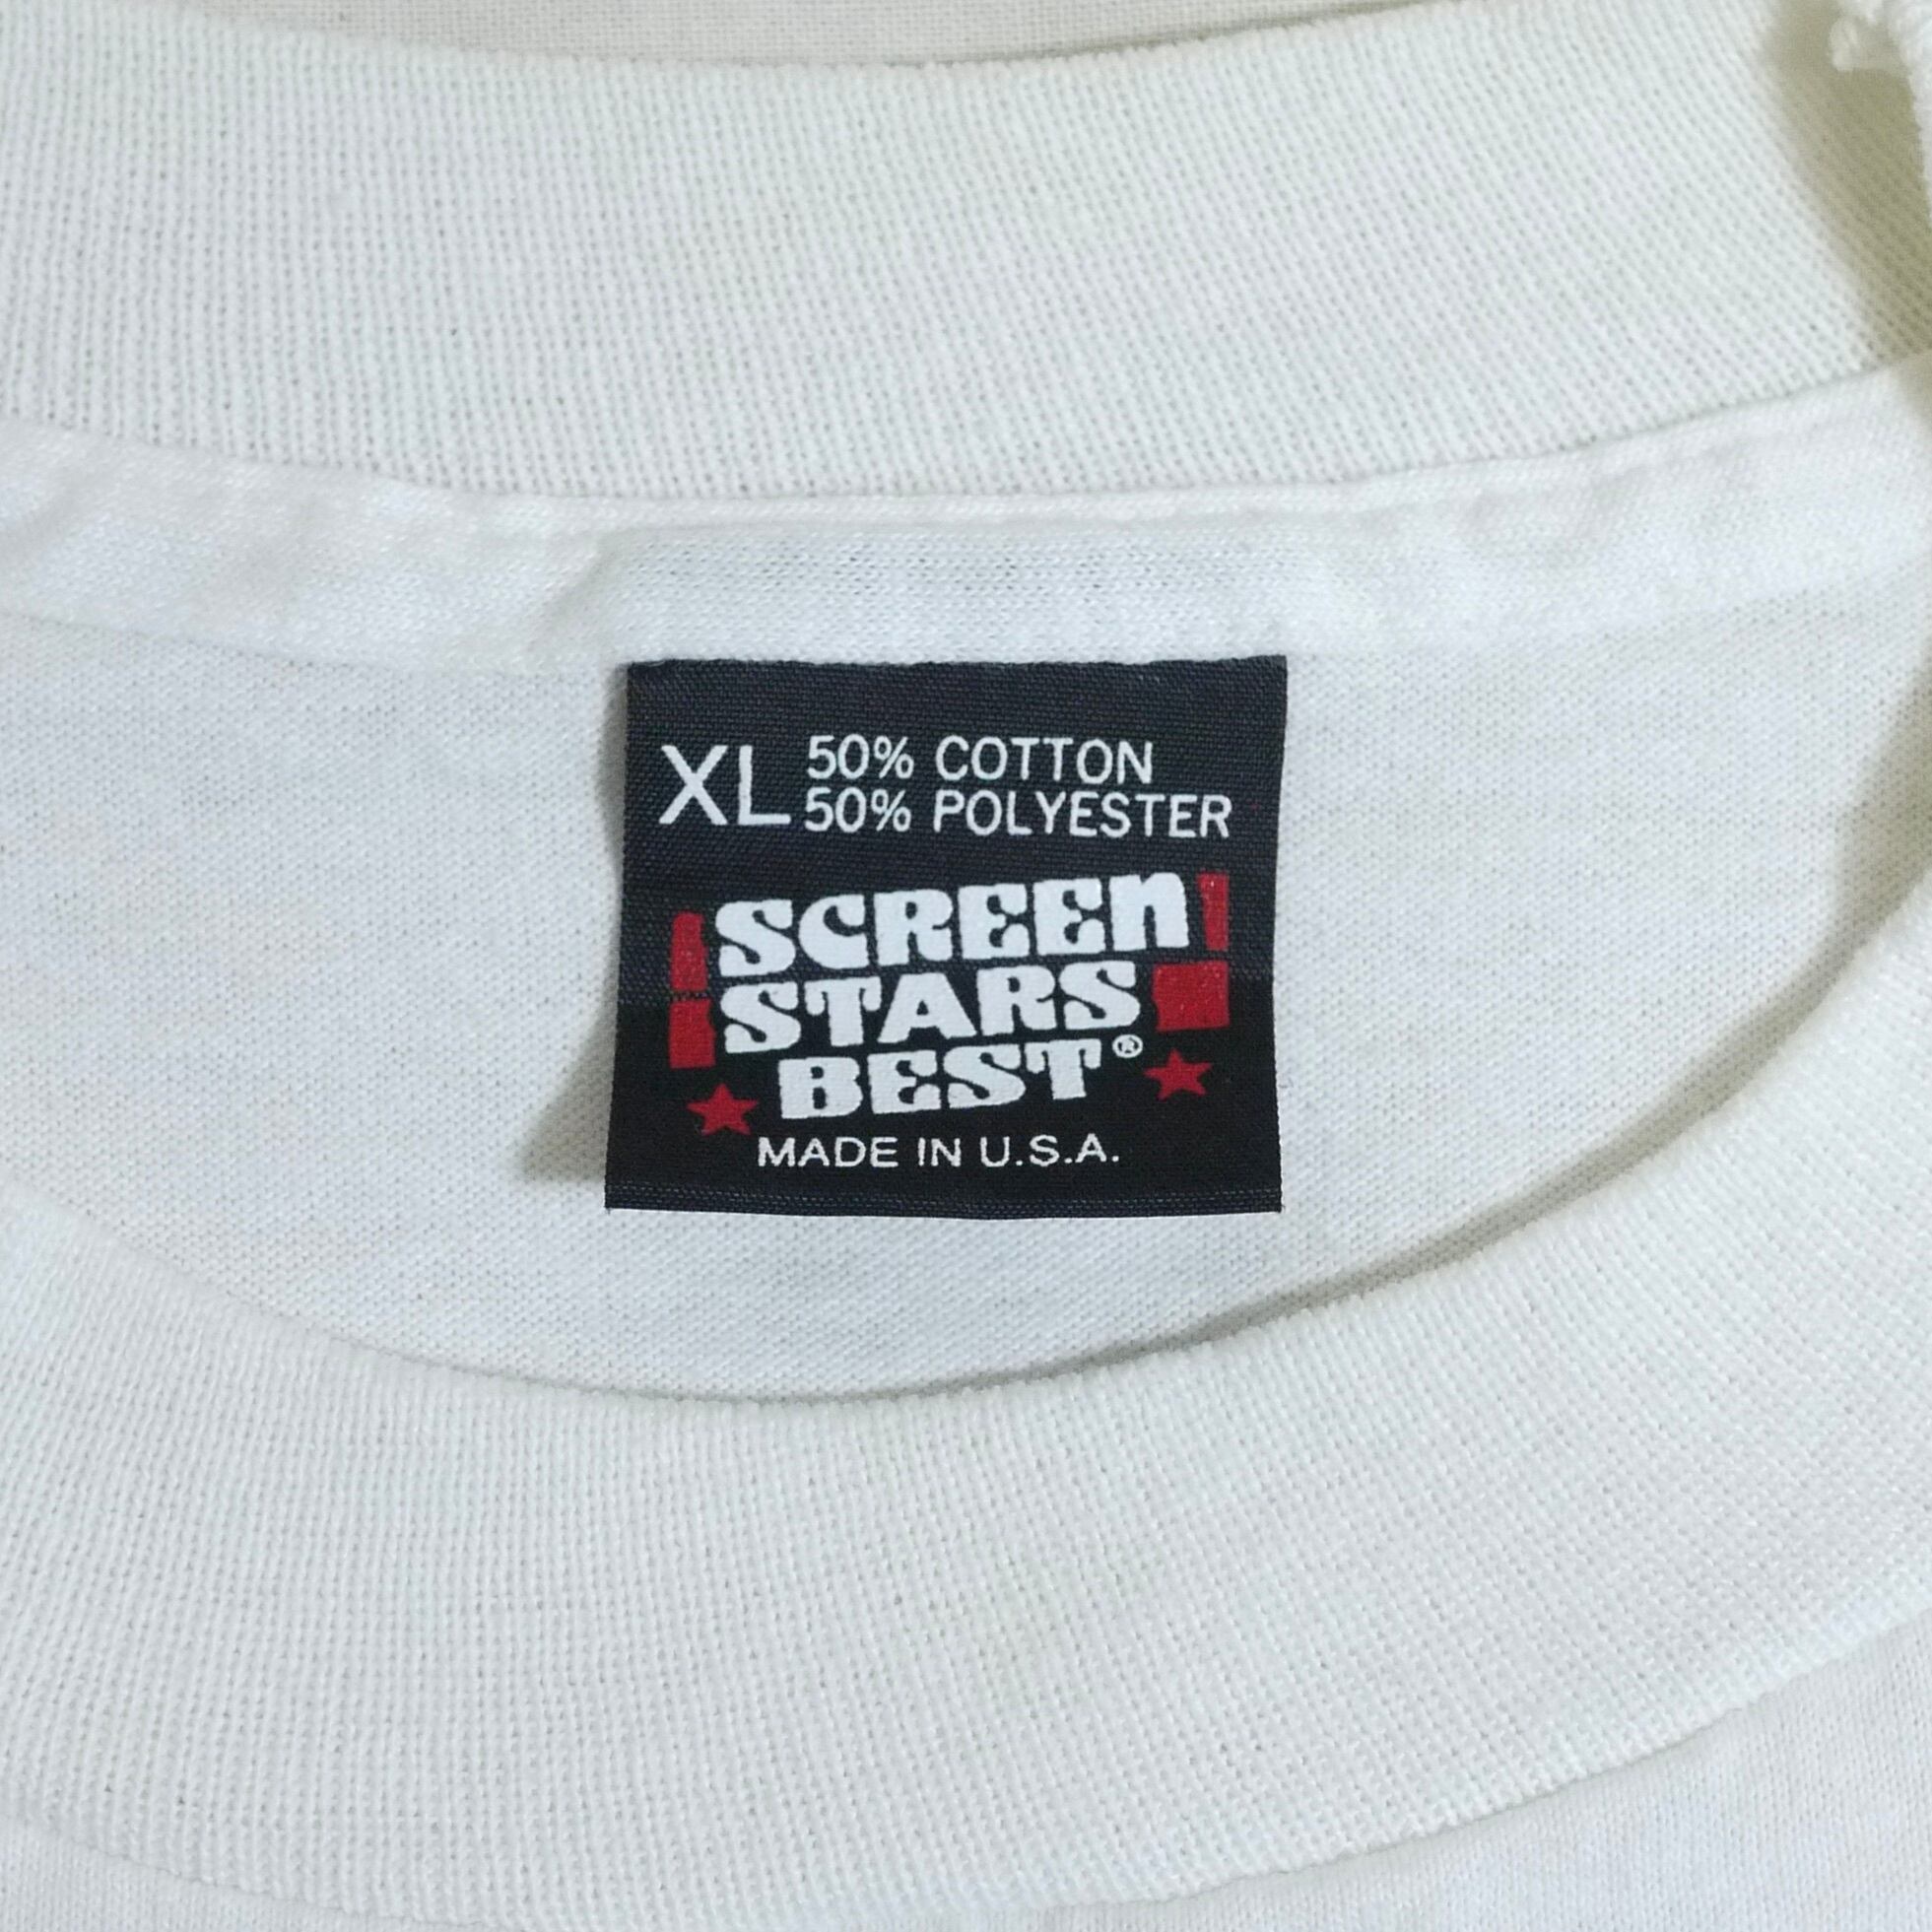 XL 50% COTTON
50% POLYESTER
SCREEN
STARS
BEST®
MADE IN U.S.A.